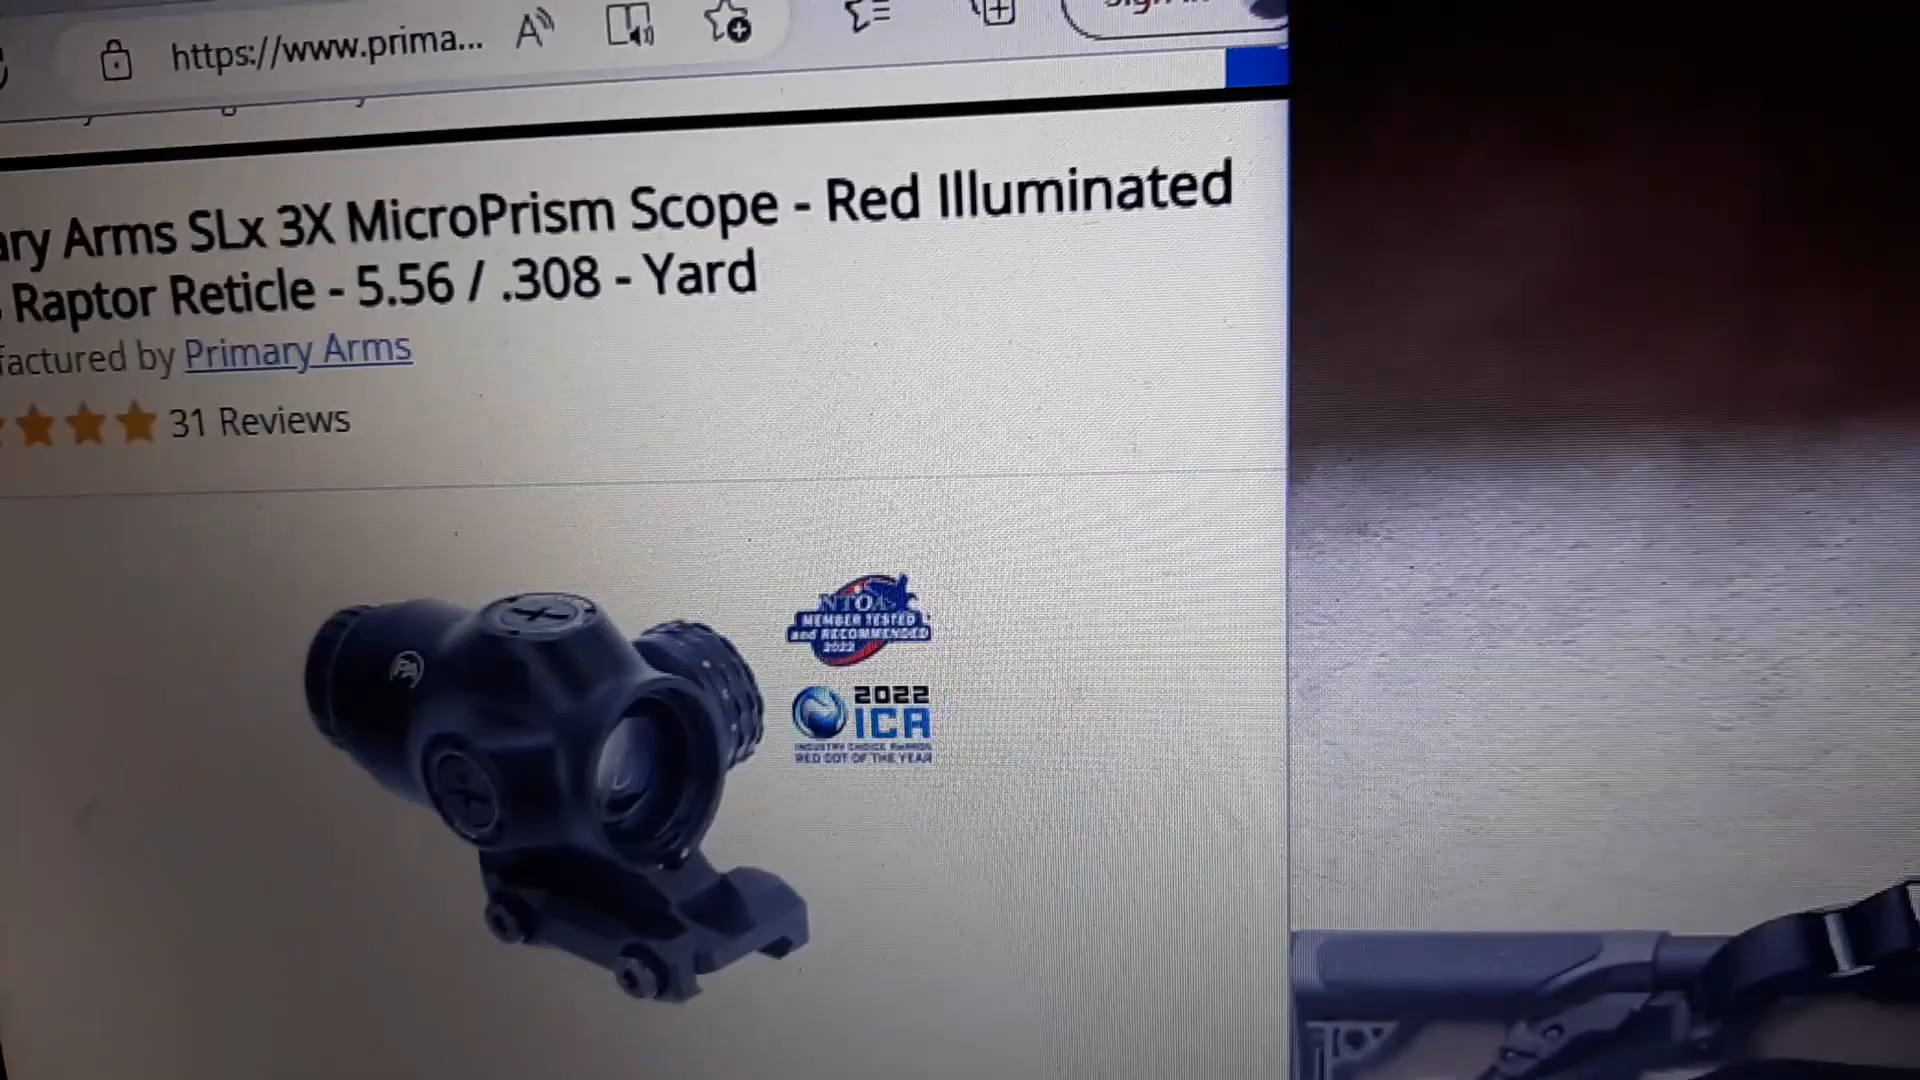 https://www.prima...
ary Arms SLx 3X MicroPrism Scope - Red Illuminated
Raptor Reticle - 5.56 / .308 - Yard
factured by Primary Arms
31 Reviews
NTOA
MEMBER TESTED
and RECOMMENDED
2022
2022
ICA
INDUSTRY CHOICE AWARDS
RED DOT OF THE YEAR